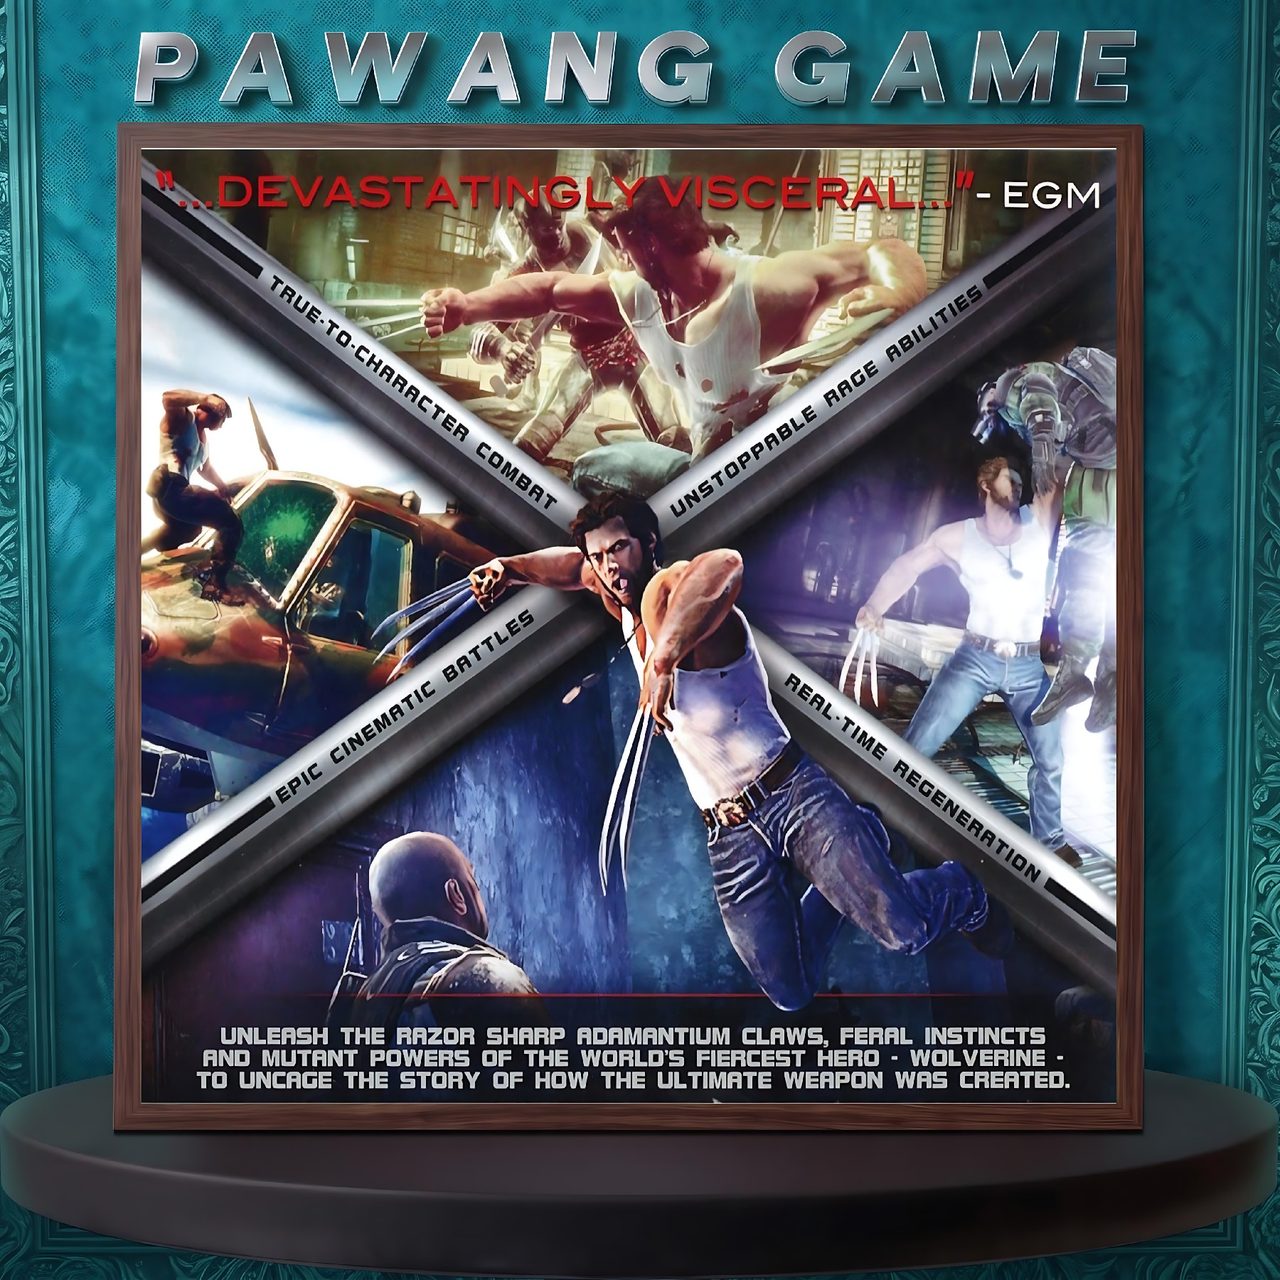 PAWANG GAME
"...DEVASTATINGLY VISCERAL..." - EGM
TRUE-TO-CHARACTER COMBAT
UNSTOPPABLE RAGE ABILITIES
EPIC CINEMATIC BATTLES
REAL-TIME REGENERATION
UNLEASH THE RAZOR SHARP ADAMANTIUM CLAWS, FERAL INSTINCTS
AND MUTANT POWERS OF THE WORLD'S FIERCEST HERO - WOLVERINE -
TO UNCAGE THE STORY OF HOW THE ULTIMATE WEAPON WAS CREATED.